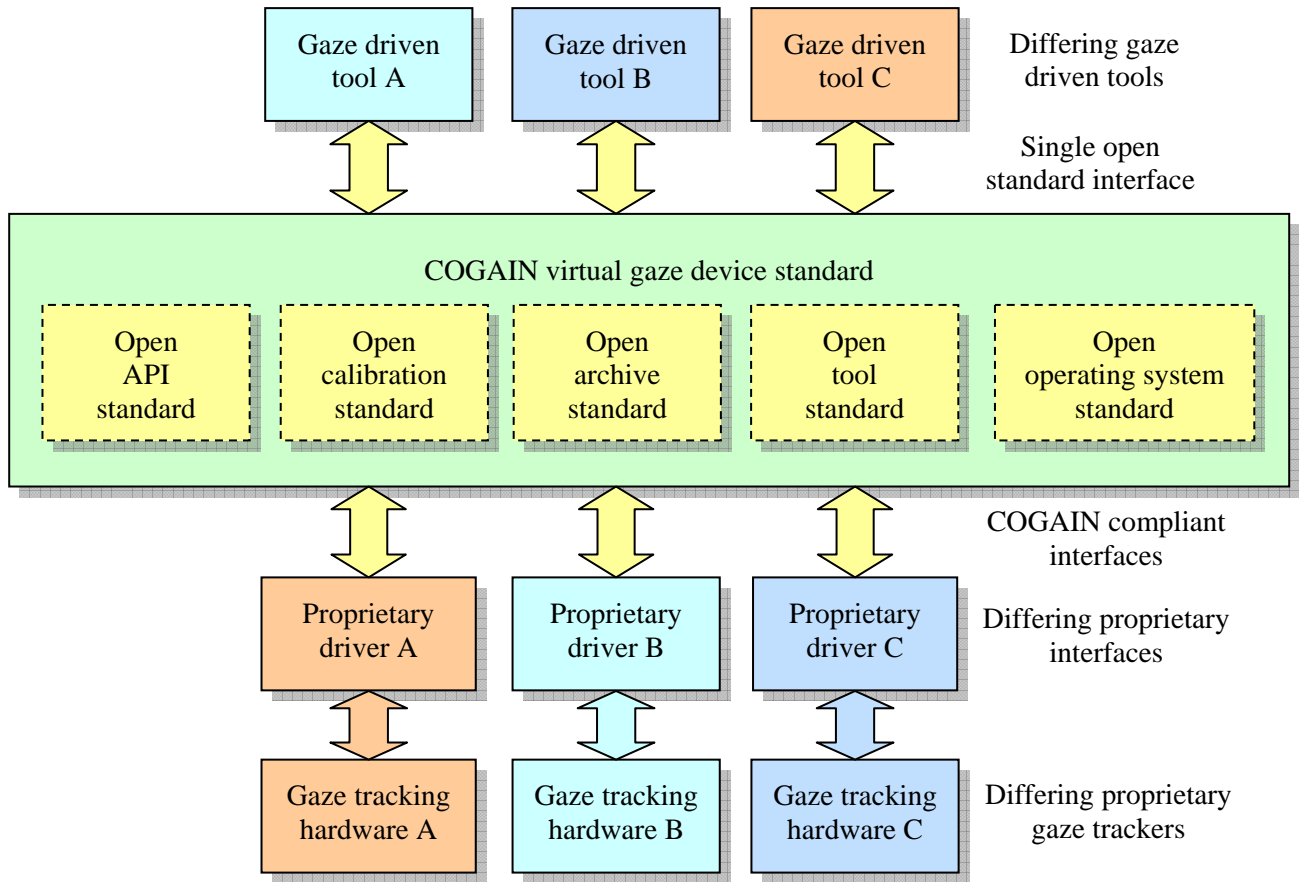 Gaze driven
tool A
Gaze driven
tool B
Gaze driven
tool C
Differing gaze
driven tools
Single open
standard interface
COGAIN virtual gaze device standard
Open
API
standard
Open
calibration
standard
Open
archive
standard
Open
tool
standard
Open
operating system
standard
COGAIN compliant
interfaces
Proprietary
driver A
Proprietary
driver B
Proprietary
driver C
Differing proprietary
interfaces
Gaze tracking
hardware A
Gaze tracking
hardware B
Gaze tracking
hardware C
Differing proprietary
gaze trackers